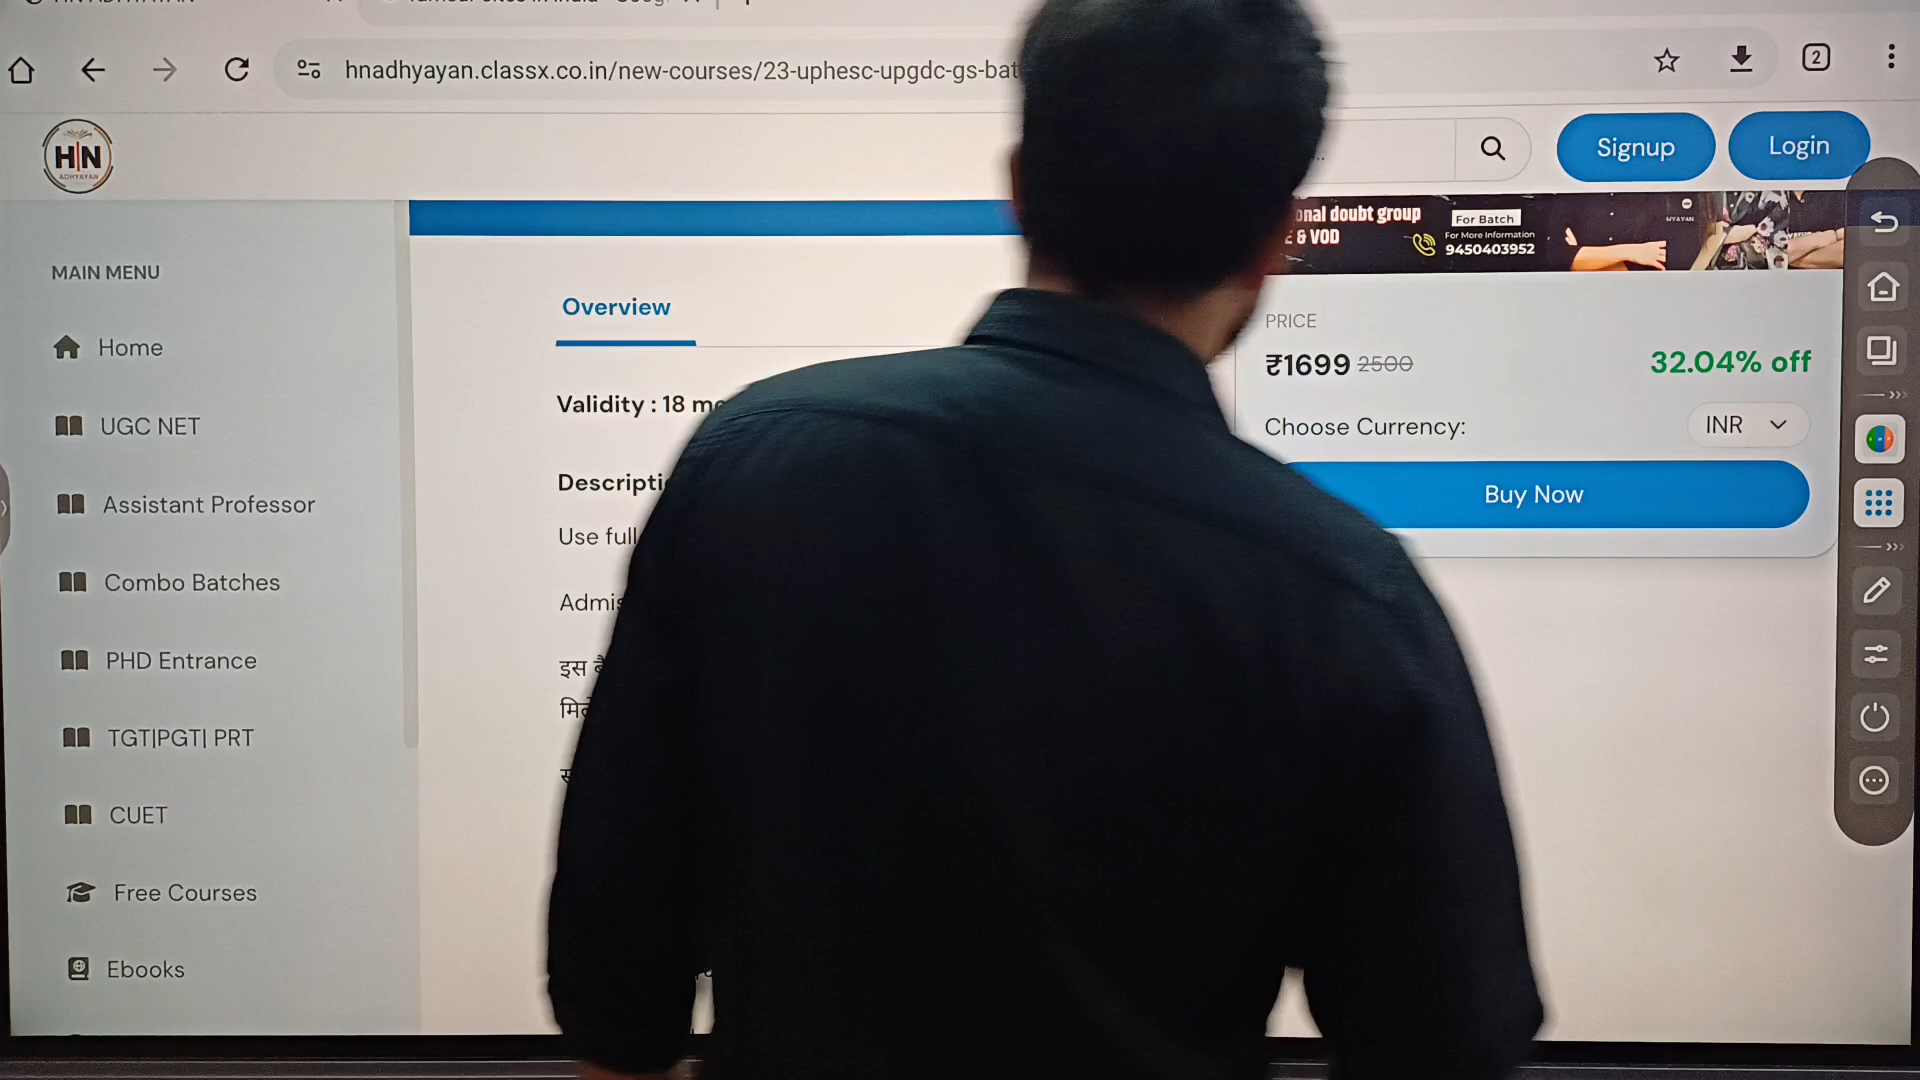 2
hnadhyayan.classx.co.in/new-courses/23-uphesc-upgdc-gs-bat
H|N
ADHYAYAN
Signup
Login
onal doubt group
& VOD
For Batch
For More Information
9450403952
MAIN MENU
Home
UGC NET
Assistant Professor
Combo Batches
PHD Entrance
TGT|PGT| PRT
CUET
Free Courses
Ebooks
Overview
Validity : 18
Use full
इस
PRICE
₹1699 2500
32.04% off
Choose Currency:
INR
Buy Now